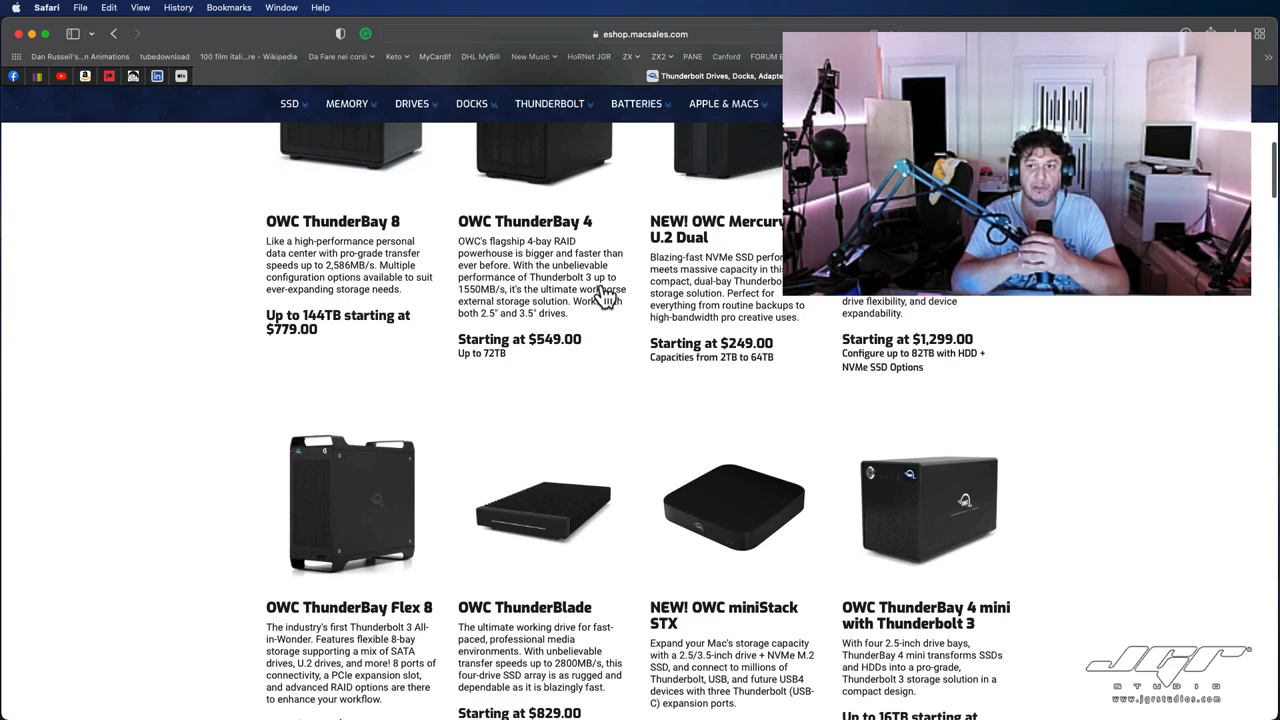 Safari File Edit View History Bookmarks Window Help
eshop.macsales.com
Dan Russell's...n Animations tubedownload 100 film itali...re - Wikipedia Da Fare nei corsi Keto MyCardif DHL MyBill New Music HoRNet JGR ZX ZX2 PANE Canford FORUM E
Thunderbolt Drives, Docks, Adapte
SSD MEMORY DRIVES DOCKS THUNDERBOLT BATTERIES APPLE & MACS
OWC ThunderBay 8
Like a high-performance personal
data center with pro-grade transfer
speeds up to 2,586MB/s. Multiple
configuration options available to suit
ever-expanding storage needs.
Up to 144TB starting at
$779.00
OWC ThunderBay 4
OWC's flagship 4-bay RAID
powerhouse is bigger and faster than
ever before. With the unbelievable
performance of Thunderbolt 3 up to
1550MB/s, it's the ultimate workhorse
external storage solution.
both 2.5" and 3.5" drives.
Starting at $549.00
Up to 72TB
NEW! OWC Mercury
U.2 Dual
Blazing-fast NVMe SSD perfor
meets massive capacity in thi
compact, dual-bay Thunderbo
storage solution. Perfect for
everything from routine backups to
high-bandwidth pro creative uses.
Starting at $249.00
Capacities from 2TB to 64TB
drive flexibility, and device
expandability.
Starting at $1,299.00
Configure up to 82TB with HDD +
NVMe SSD Options
OWC ThunderBay Flex 8
The industry's first Thunderbolt 3 All-
in-Wonder. Features flexible 8-bay
storage supporting a mix of SATA
drives, U.2 drives, and more! 8 ports of
connectivity, a PCIe expansion slot,
and advanced RAID options are there
to enhance your workflow.
OWC ThunderBlade
The ultimate working drive for fast-
paced, professional media
environments. With unbelievable
transfer speeds up to 2800MB/s, this
four-drive SSD array is as rugged and
dependable as it is blazingly fast.
Starting at $829.00
NEW! OWC miniStack
STX
Expand your Mac's storage capacity
with a 2.5/3.5-inch drive + NVMe M.2
SSD, and connect to millions of
Thunderbolt, USB, and future USB4
devices with three Thunderbolt (USB-
C) expansion ports.
OWC ThunderBay 4 mini
with Thunderbolt 3
With four 2.5-inch drive bays,
ThunderBay 4 mini transforms SSDs
and HDDs into a pro-grade,
Thunderbolt 3 storage solution in a
compact design.
Up to 16TB starting at
JGR
STUDIO
www.jgrstudios.com